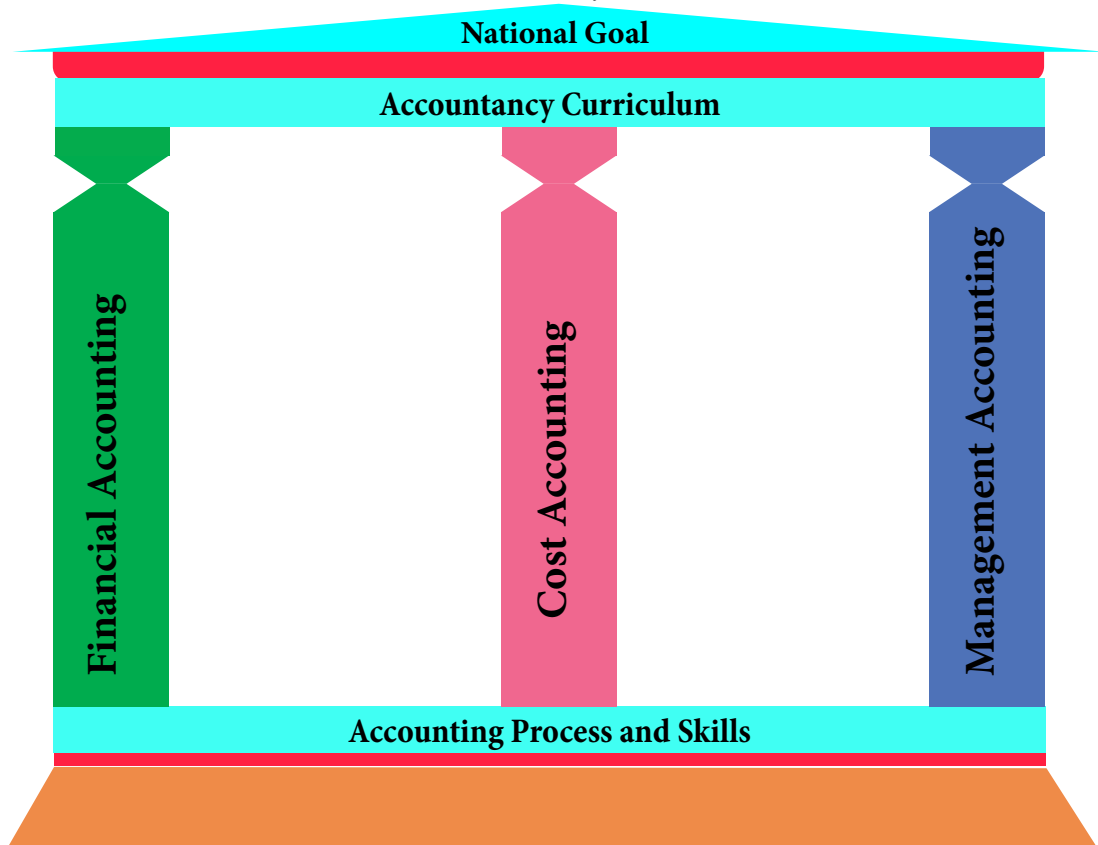 National Goal
Accountancy Curriculum
Financial Accounting
Cost Accounting
Management Accounting
Accounting Process and Skills